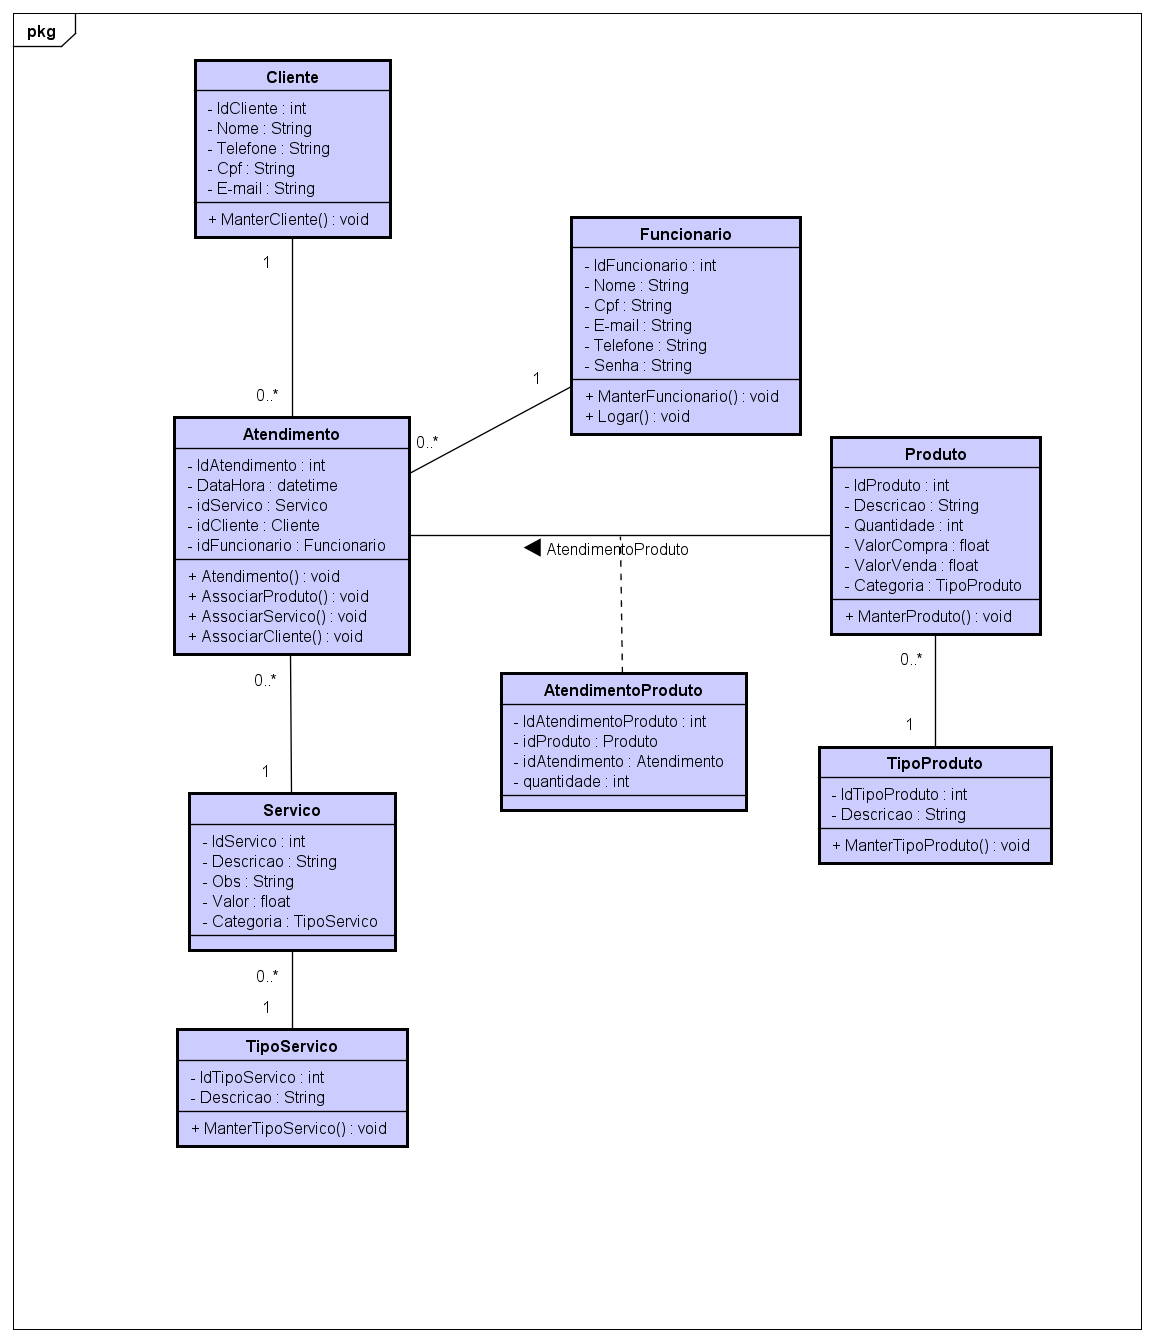 pkg
Cliente
- IdCliente : int
- Nome : String
- Telefone : String
- Cpf : String
- E-mail : String
+ ManterCliente() : void
1
0..*
Funcionario
- IdFuncionario : int
- Nome : String
- Cpf : String
- E-mail : String
- Telefone : String
- Senha : String
+ ManterFuncionario() : void
+ Logar() : void
1
0..*
Atendimento
- IdAtendimento : int
- DataHora : datetime
- idServico : Servico
- idCliente : Cliente
- idFuncionario : Funcionario
+ Atendimento() : void
+ AssociarProduto() : void
+ AssociarServico() : void
+ AssociarCliente() : void
AtendimentoProduto
Produto
- IdProduto : int
- Descricao : String
- Quantidade : int
- ValorCompra : float
- ValorVenda : float
- Categoria : TipoProduto
+ ManterProduto() : void
0..*
1
AtendimentoProduto
- IdAtendimentoProduto : int
- idProduto : Produto
- idAtendimento : Atendimento
- quantidade : int
TipoProduto
- IdTipoProduto : int
- Descricao : String
+ ManterTipoProduto() : void
0..*
1
Servico
- IdServico : int
- Descricao : String
- Obs : String
- Valor : float
- Categoria : TipoServico
0..*
1
TipoServico
- IdTipoServico : int
- Descricao : String
+ ManterTipoServico() : void